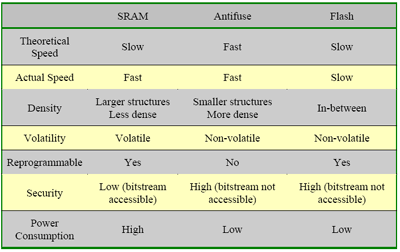 SRAM Antifuse Flash
Theoretical Speed Slow Fast Slow
Actual Speed Fast Fast Slow
Density Larger structures Less dense Smaller structures More dense In-between
Volatility Volatile Non-volatile Non-volatile
Reprogrammable Yes No Yes
Security Low (bitstream accessible) High (bitstream not accessible) High (bitstream not accessible)
Power Consumption High Low Low